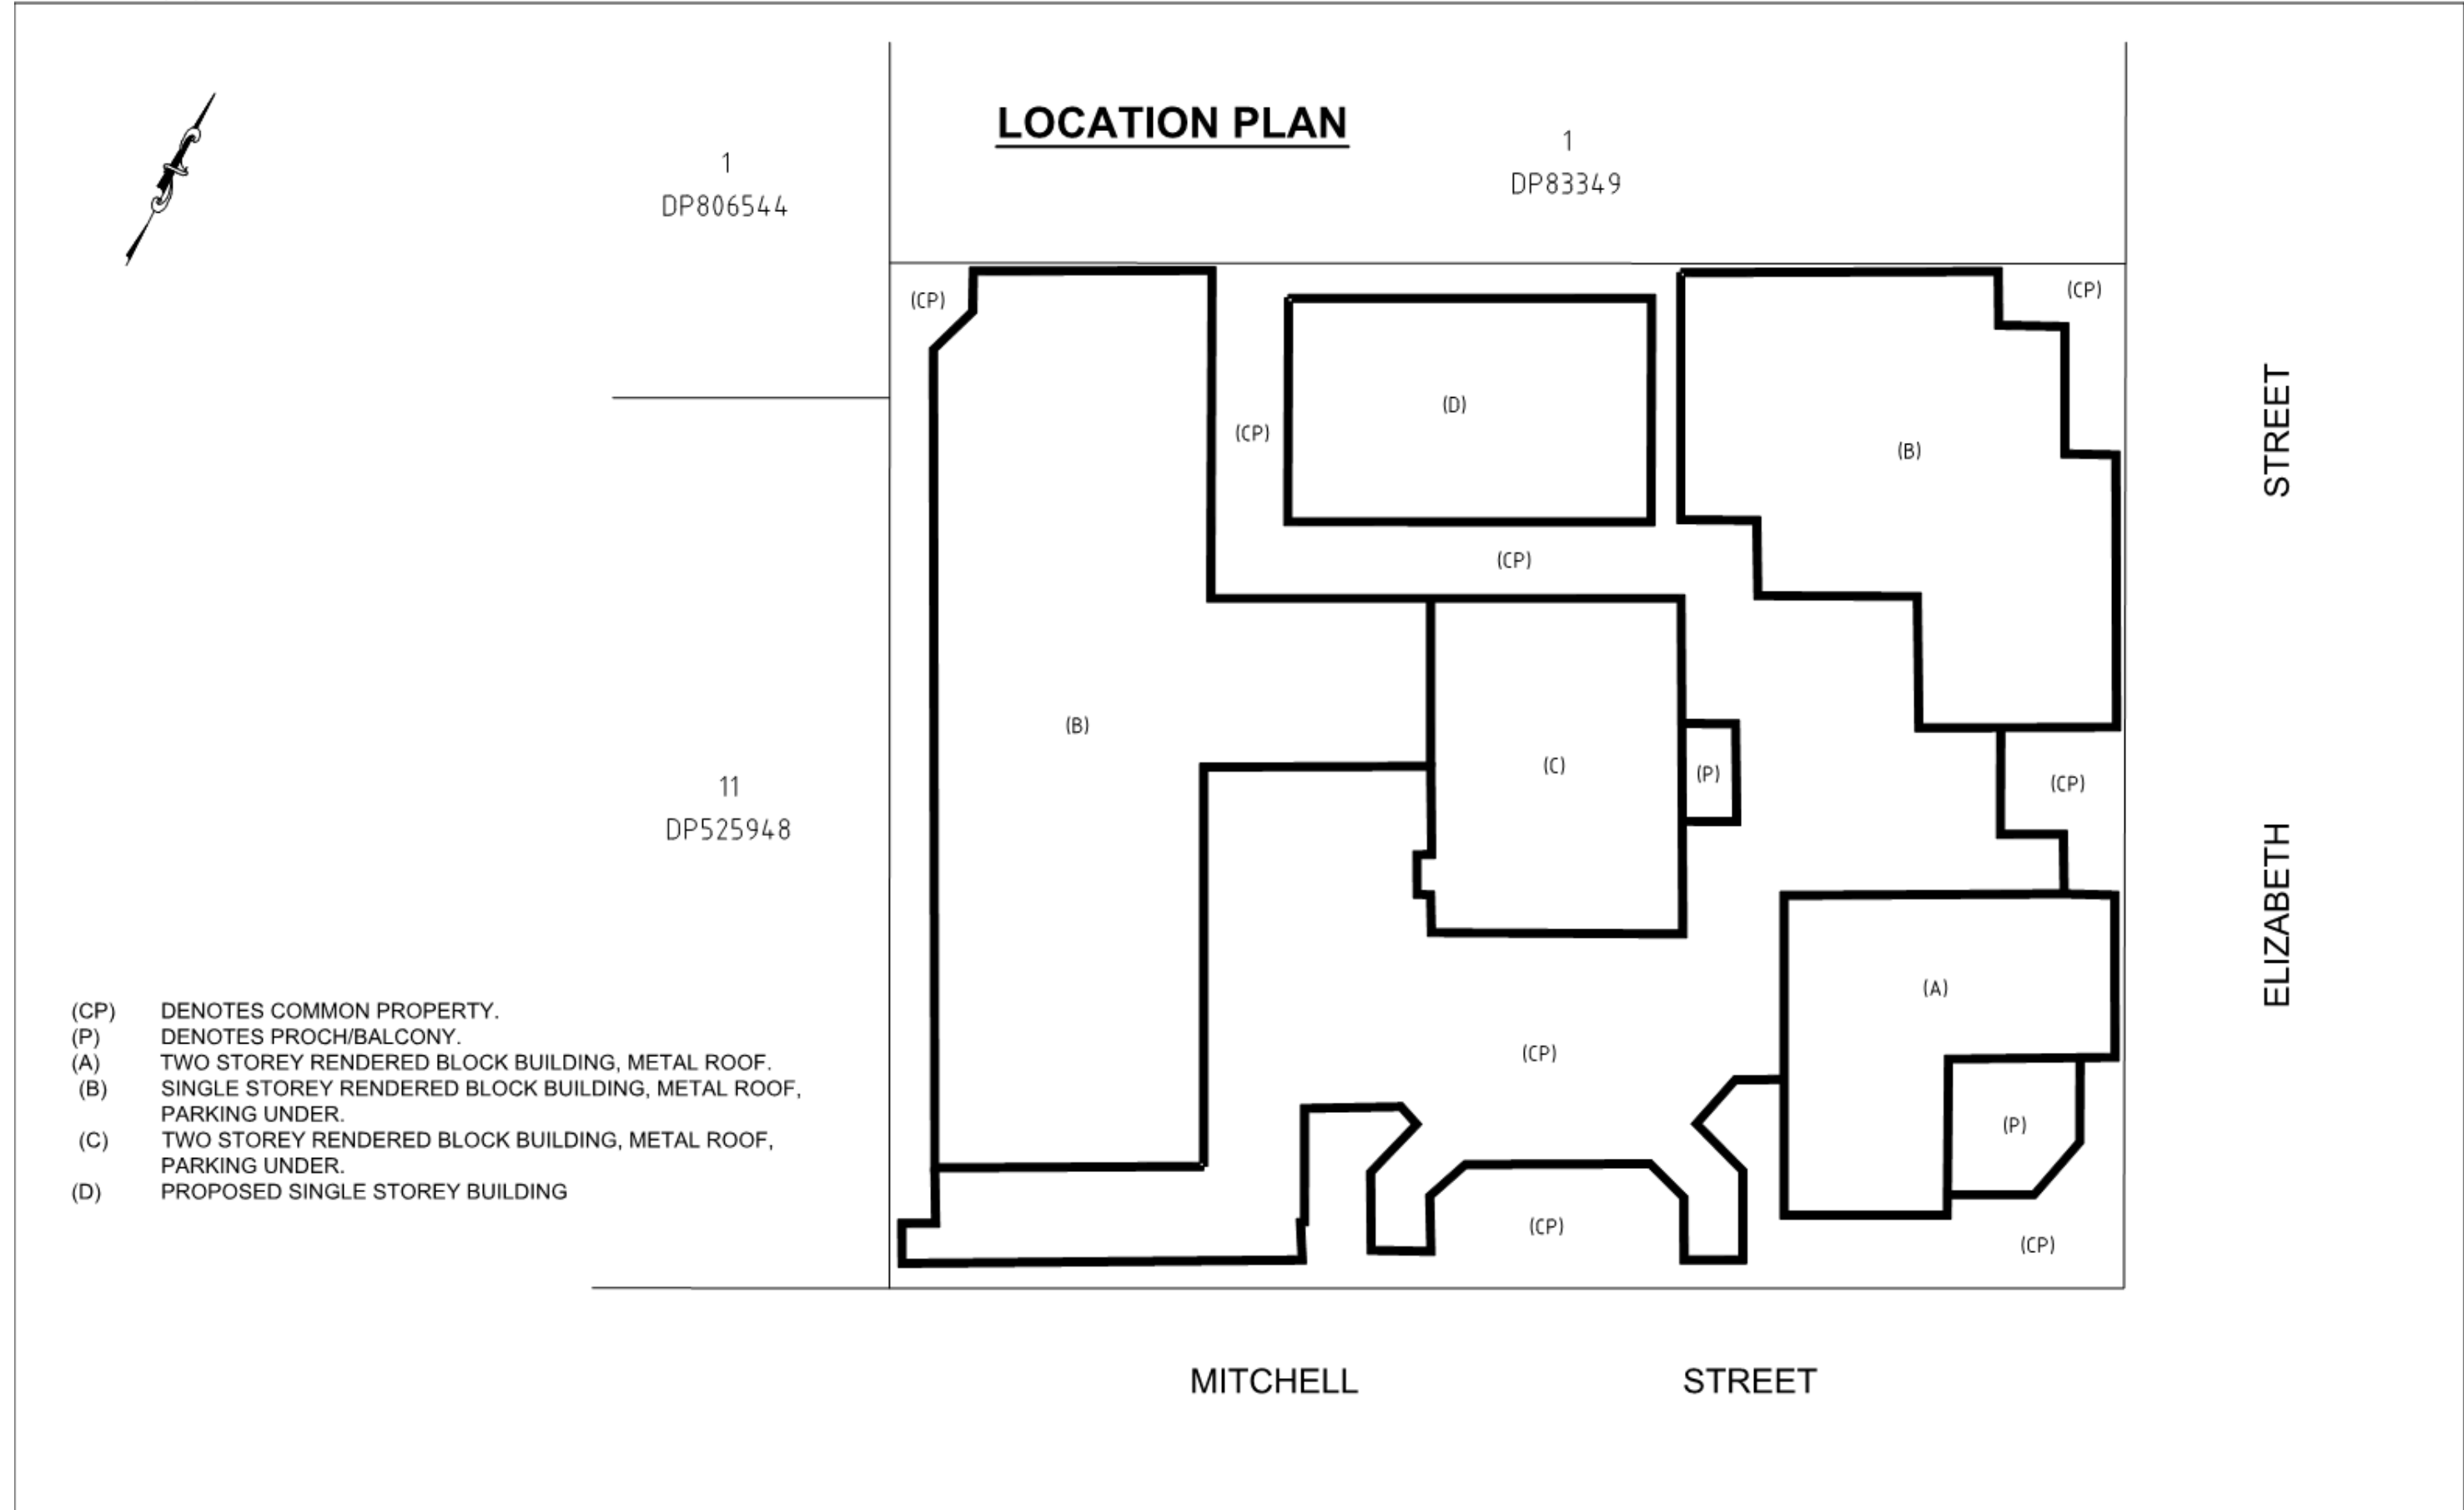 LOCATION PLAN
1
DP806544
1
DP83349
(CP)
(CP)
(D)
(CP)
(B)
(CP)
STREET
(B)
(C)
(P)
(CP)
11
DP525948
ELIZABETH
(A)
(CP)
(P)
(CP)
(CP)
(CP) DENOTES COMMON PROPERTY.
(P) DENOTES PROCH/BALCONY.
(A) TWO STOREY RENDERED BLOCK BUILDING, METAL ROOF.
(B) SINGLE STOREY RENDERED BLOCK BUILDING, METAL ROOF,
PARKING UNDER.
(C) TWO STOREY RENDERED BLOCK BUILDING, METAL ROOF,
PARKING UNDER.
(D) PROPOSED SINGLE STOREY BUILDING
MITCHELL STREET